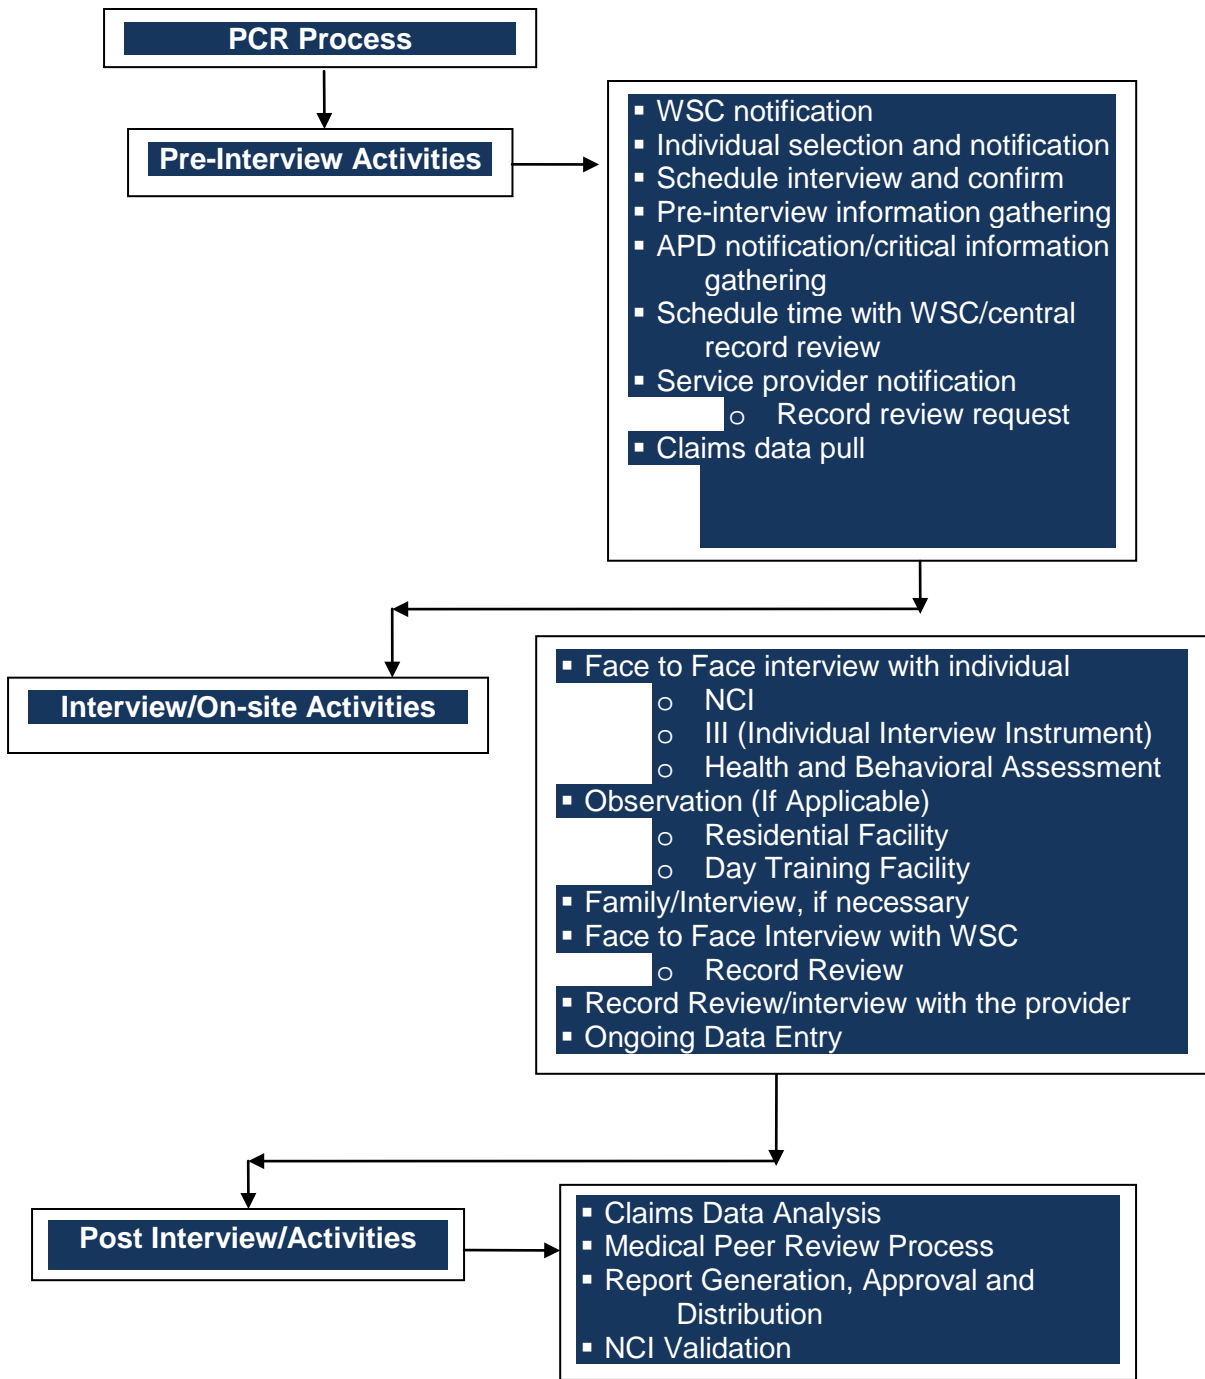 PCR Process
Pre-Interview Activities
▪ WSC notification
▪ Individual selection and notification
▪ Schedule interview and confirm
▪ Pre-interview information gathering
▪ APD notification/critical information
gathering
▪ Schedule time with WSC/central
record review
▪ Service provider notification
o Record review request
▪ Claims data pull
Interview/On-site Activities
▪ Face to Face interview with individual
o NCI
o III (Individual Interview Instrument)
o Health and Behavioral Assessment
▪ Observation (If Applicable)
o Residential Facility
o Day Training Facility
▪ Family/Interview, if necessary
▪ Face to Face Interview with WSC
o Record Review
▪ Record Review/interview with the provider
▪ Ongoing Data Entry
Post Interview/Activities
▪ Claims Data Analysis
▪ Medical Peer Review Process
▪ Report Generation, Approval and
Distribution
▪ NCI Validation